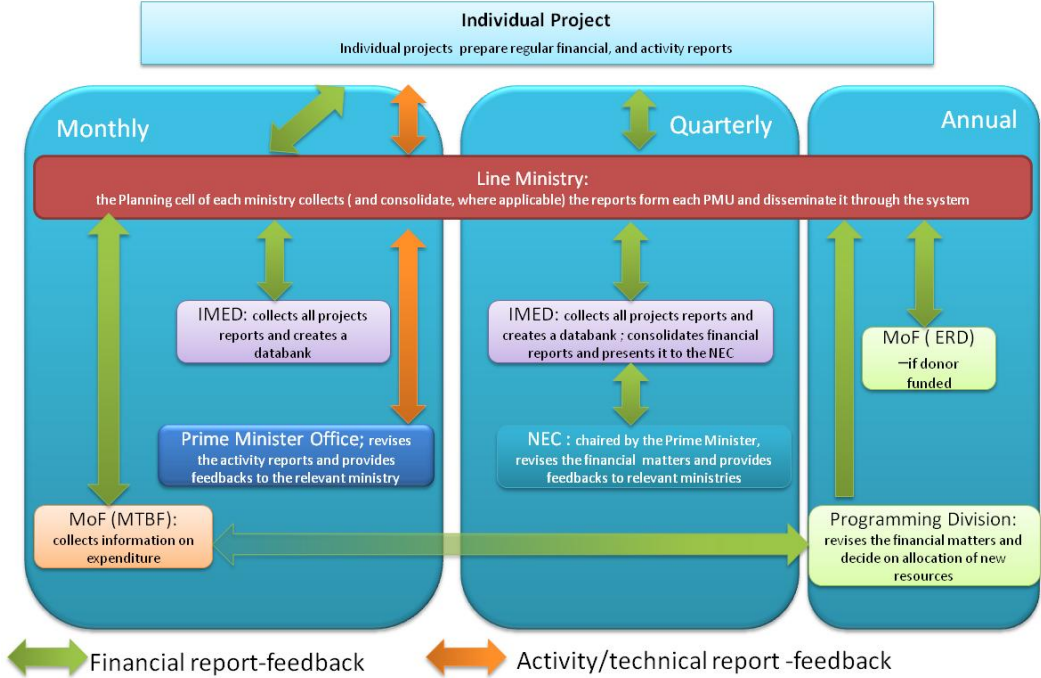 Individual Project
Individual projects prepare regular financial, and activity reports
Monthly
Quarterly
Annual
Line Ministry:
the Planning cell of each ministry collects ( and consolidate, where applicable) the reports form each PMU and disseminate it through the system
IMED: collects all projects
reports and creates a
databank
IMED: collects all projects reports and
creates a databank ; consolidates financial
reports and presents it to the NEC
MoF ( ERD)
–if donor
funded
Prime Minister Office; revises
the activity reports and provides
feedbacks to the relevant ministry
NEC : chaired by the Prime Minister,
revises the financial matters and provides
feedbacks to relevant ministries
MoF (MTBF):
collects information on
expenditure
Programming Division:
revises the financial matters and
decide on allocation of new
resources
Financial report-feedback
Activity/technical report -feedback